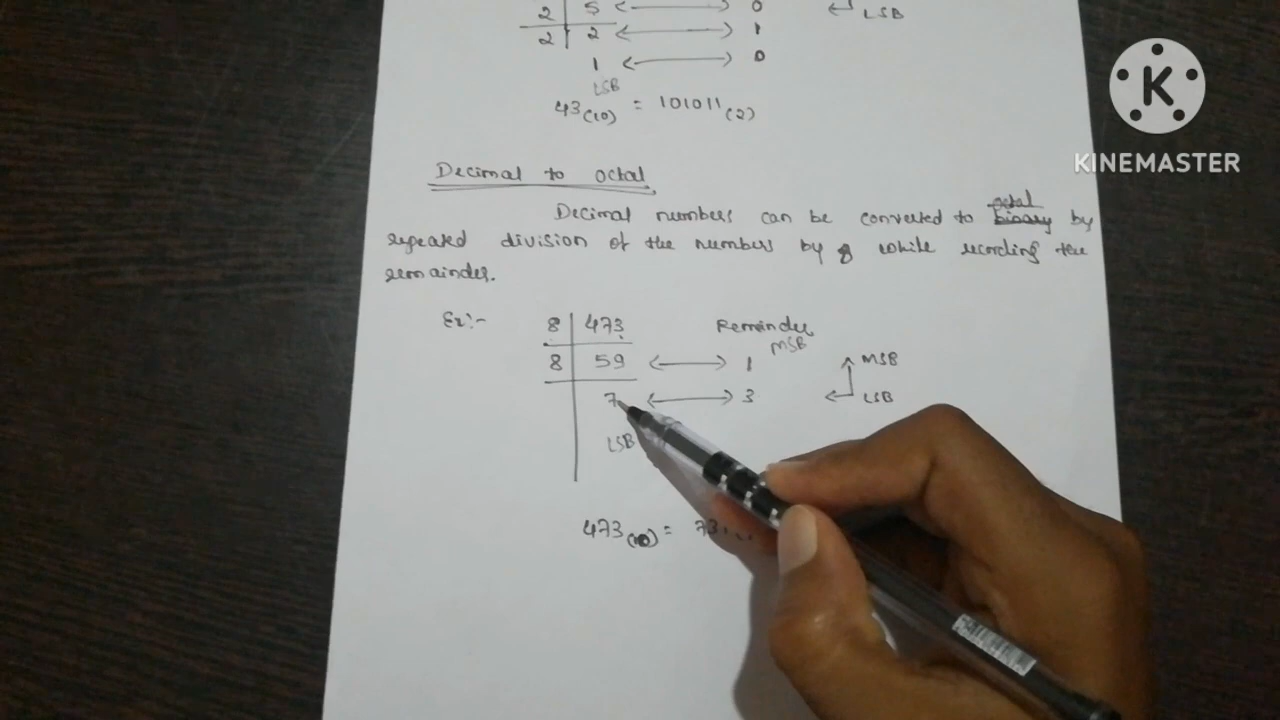 2 5 <-> 0 LSB
2 2 <-> 1
1 <-> 0
LSB
43(10) = 101011(2)
KINEMASTER
Decimal to octal
octal
Decimal numbers can be converted to binary by
repeated division of the numbers by 8 while recording the
remainder.
Ex:-
8 473 Reminder
MSB
8 59 <-> 1 MSB
7 <-> 3 LSB
LSB
473(10) = 73